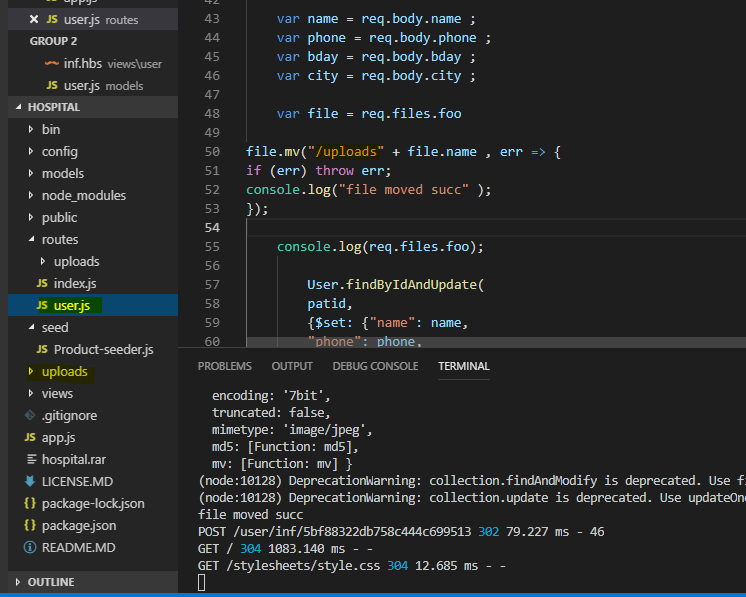 app.js
user.js routes
GROUP 2
inf.hbs views\user
user.js models
HOSPITAL
bin
config
models
node_modules
public
routes
uploads
index.js
user.js
seed
Product-seeder.js
uploads
views
.gitignore
app.js
hospital.rar
LICENSE.MD
package-lock.json
package.json
README.MD
OUTLINE
42
43 var name = req.body.name ;
44 var phone = req.body.phone ;
45 var bday = req.body.bday ;
46 var city = req.body.city ;
47
48 var file = req.files.foo
49
50 file.mv("/uploads" + file.name , err => {
51 if (err) throw err;
52 console.log("file moved succ" );
53 });
54
55 console.log(req.files.foo);
56
57 User.findByIdAndUpdate(
58 patid,
59 {$set: {"name": name,
60 "phone": phone,
PROBLEMS OUTPUT DEBUG CONSOLE TERMINAL
encoding: '7bit',
truncated: false,
mimetype: 'image/jpeg',
md5: [Function: md5],
mv: [Function: mv] }
(node:10128) DeprecationWarning: collection.findAndModify is deprecated. Use
(node:10128) DeprecationWarning: collection.update is deprecated. Use updateOne
file moved succ
POST /user/inf/5bf88322db758c444c699513 302 79.227 ms - 46
GET / 304 1083.140 ms - -
GET /stylesheets/style.css 304 12.685 ms - -